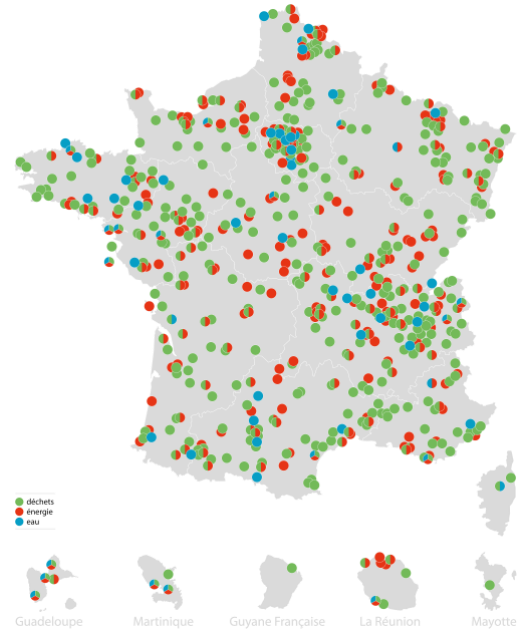 déchets
énergie
eau
Guadeloupe
Martinique
Guyane Française
La Réunion
Mayotte